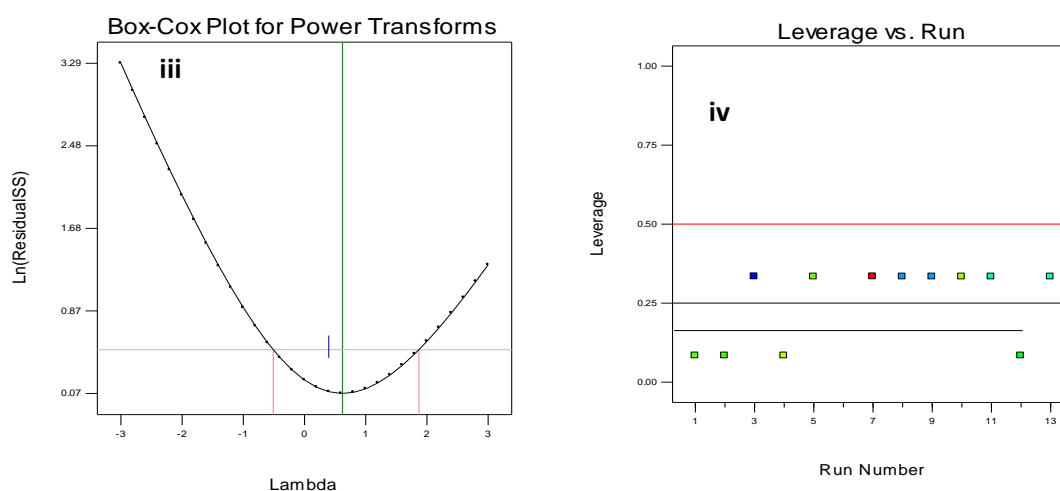 Box-Cox Plot for Power Transforms
iii
Ln(ResidualSS)
3.29
2.48
1.68
0.87
0.07
-3 -2 -1 0 1 2 3
Lambda
Leverage vs. Run
iv
Leverage
1.00
0.75
0.50
0.25
0.00
1 3 5 7 9 11 13
Run Number